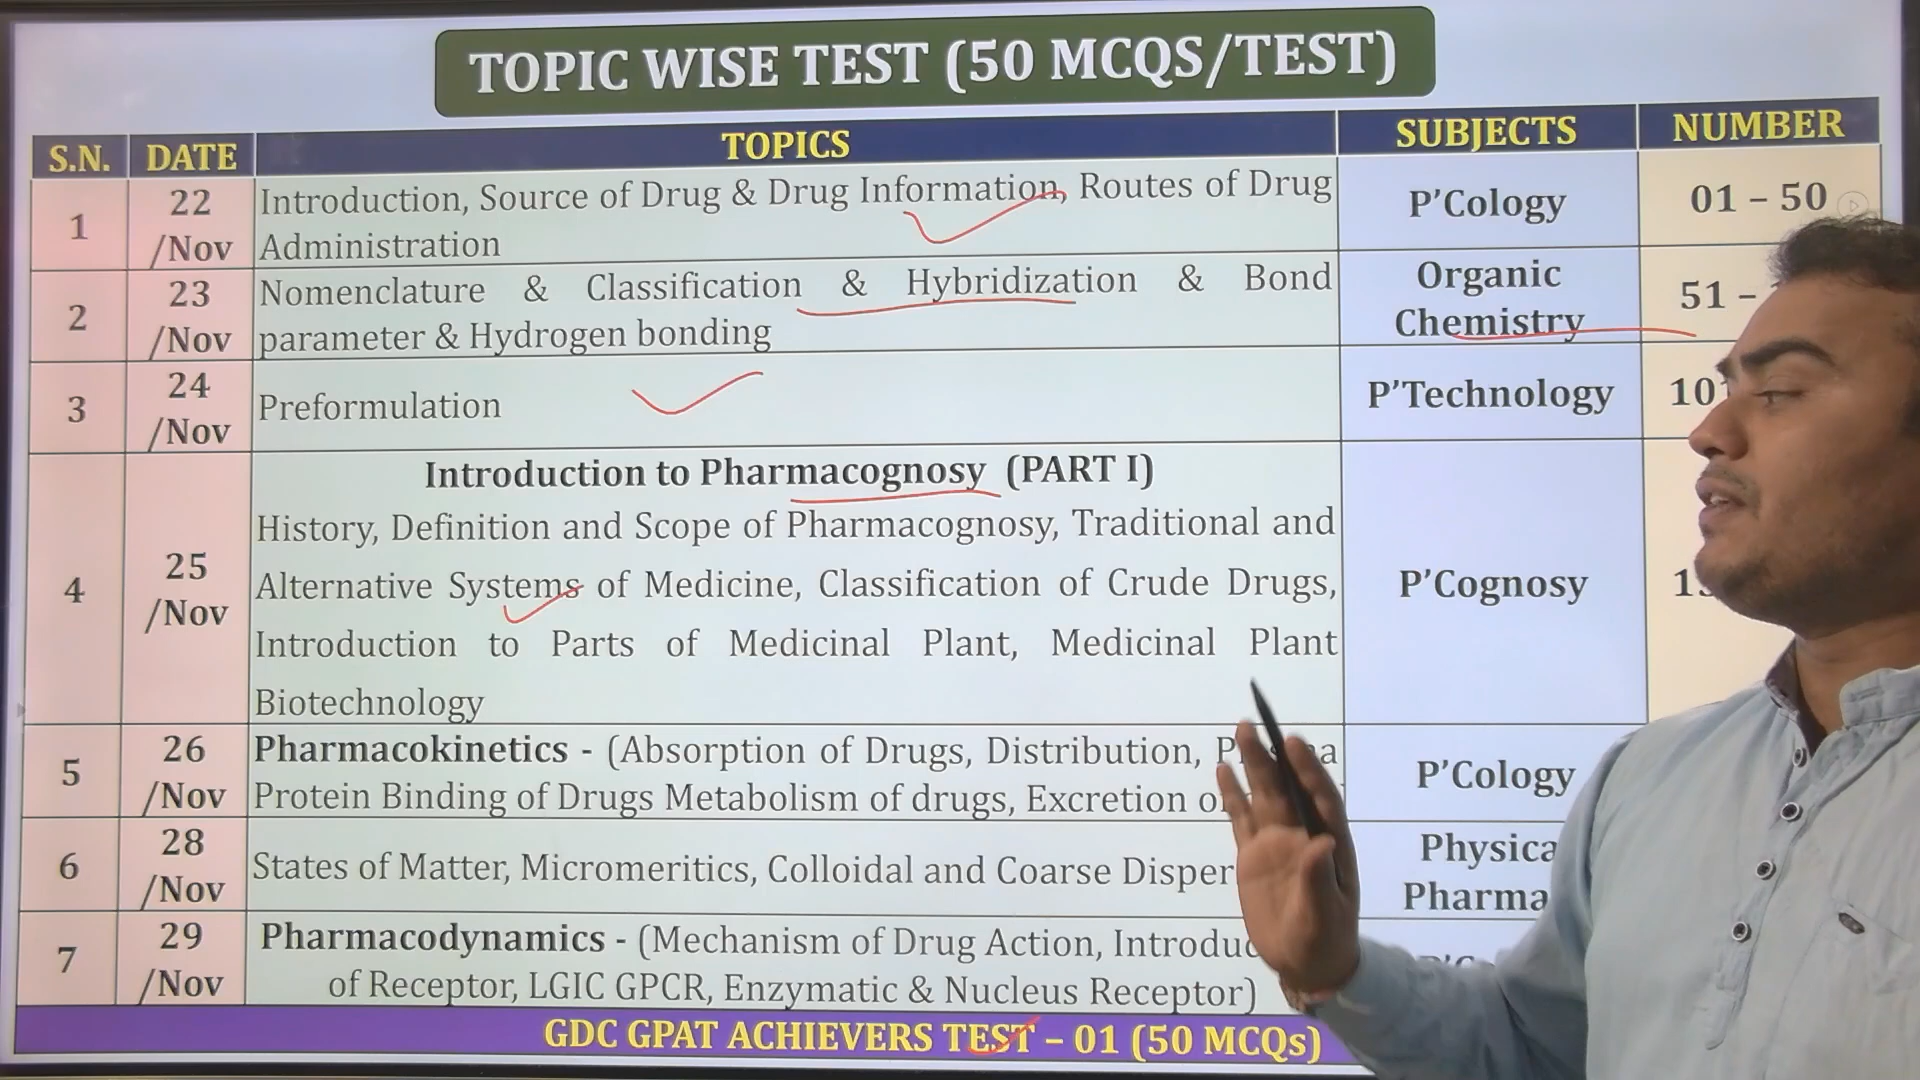 TOPIC WISE TEST (50 MCQS/TEST)
S.N. DATE TOPICS SUBJECTS NUMBER
1 22 /Nov Introduction, Source of Drug & Drug Information, Routes of Drug P'Cology 01 – 50
Administration
2 23 /Nov Nomenclature & Classification & Hybridization & Bond Organic Chemistry 51 –
parameter & Hydrogen bonding
3 24 /Nov Preformulation P'Technology
Introduction to Pharmacognosy (PART I)
History, Definition and Scope of Pharmacognosy, Traditional and
4 25 /Nov Alternative Systems of Medicine, Classification of Crude Drugs, P'Cognosy
Introduction to Parts of Medicinal Plant, Medicinal Plant
Biotechnology
5 26 /Nov Pharmacokinetics - (Absorption of Drugs, Distribution, P'Cology
Protein Binding of Drugs Metabolism of drugs, Excretion
6 28 /Nov States of Matter, Micromeritics, Colloidal and Coarse
7 29 /Nov Pharmacodynamics - (Mechanism of Drug Action,
of Receptor, LGIC GPCR, Enzymatic & Nucleus Receptor)
GDC GPAT ACHIEVERS TEST – 01 (50 MCQs)